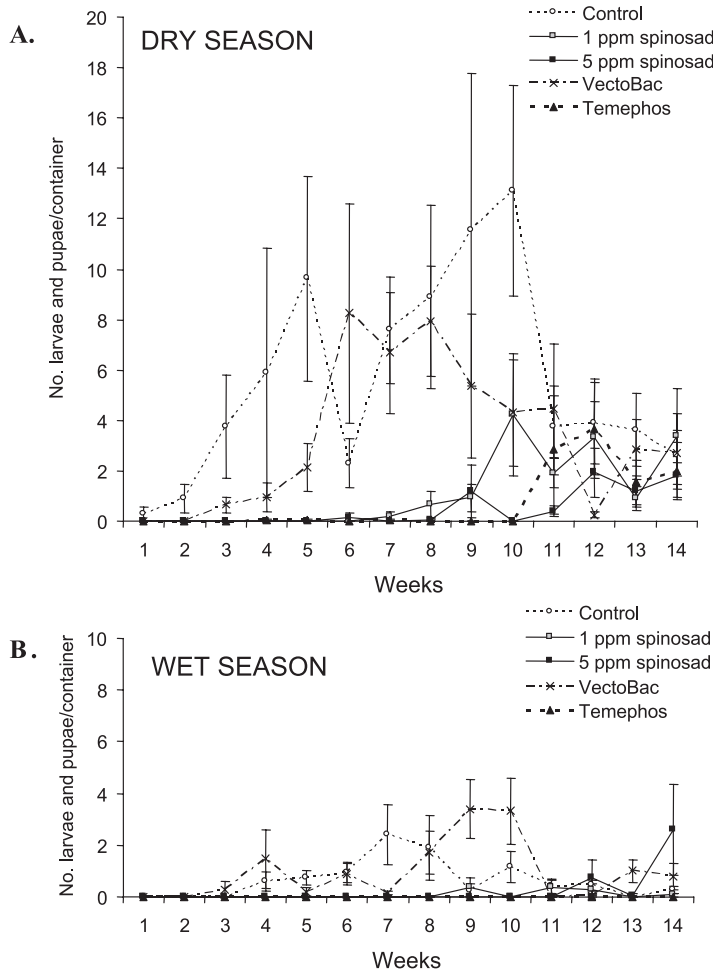 A.
DRY SEASON
Control
1 ppm spinosad
5 ppm spinosad
VectoBac
Temephos
No. larvae and pupae/container
20
18
16
14
12
10
8
6
4
2
0
1 2 3 4 5 6 7 8 9 10 11 12 13 14
Weeks
B.
WET SEASON
Control
1 ppm spinosad
5 ppm spinosad
VectoBac
Temephos
No. larvae and pupae/container
10
8
6
4
2
0
1 2 3 4 5 6 7 8 9 10 11 12 13 14
Weeks